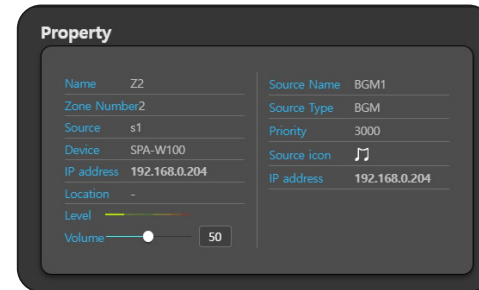 Property
Name Z2
Zone Number2
Source s1
Device SPA-W100
IP address 192.168.0.204
Location -
Level
Volume 50
Source Name BGM1
Source Type BGM
Priority 3000
Source icon
IP address 192.168.0.204